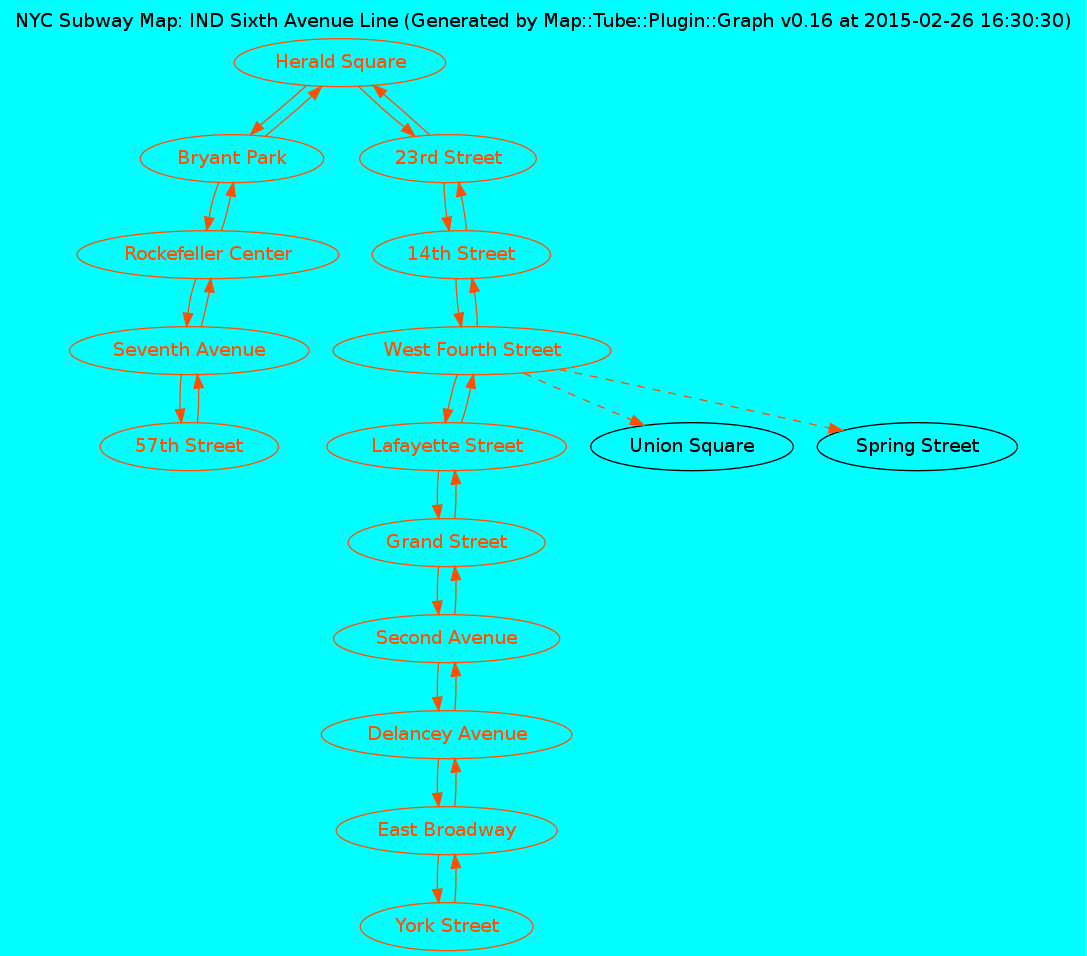 NYC Subway Map: IND Sixth Avenue Line (Generated by Map::Tube::Plugin::Graph v0.16 at 2015-02-26 16:30:30)
Herald Square
Bryant Park
23rd Street
Rockefeller Center
14th Street
Seventh Avenue
West Fourth Street
57th Street
Lafayette Street
Union Square
Spring Street
Grand Street
Second Avenue
Delancey Avenue
East Broadway
York Street